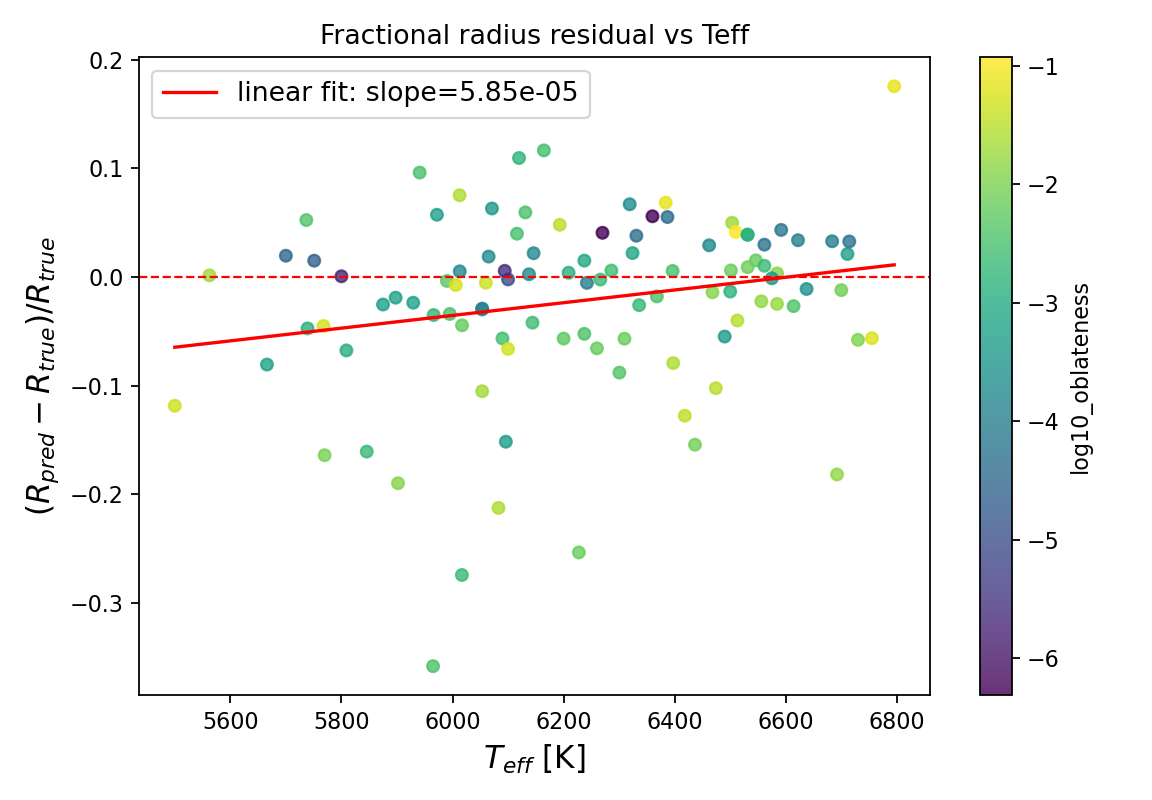 Fractional radius residual vs Teff
linear fit: slope=5.85e-05
0.2
0.1
0.0
−0.1
−0.2
−0.3
(R_pred − R_true)/R_true
5600 5800 6000 6200 6400 6600 6800
T_eff [K]
−1
−2
−3
−4
−5
−6
log10_oblateness